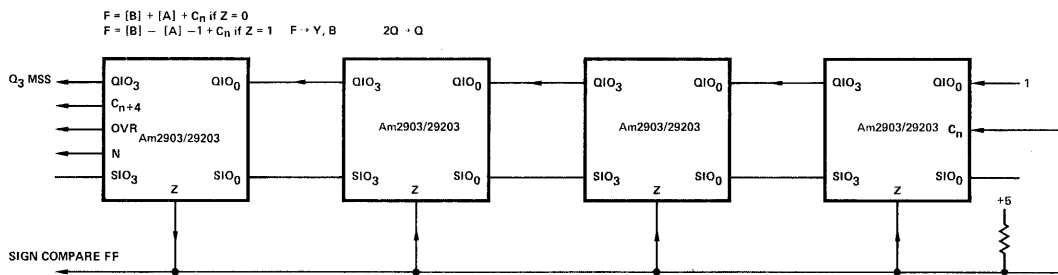 F = [B] + [A] + Cn if Z = 0
F = [B] − [A] −1 + Cn if Z = 1 F → Y, B 2Q → Q
Q3 MSS QIO3 QIO0 QIO3 QIO0 QIO3 QIO0 QIO3 QIO0 1
Cn+4
OVR Am2903/29203 Am2903/29203 Am2903/29203 Am2903/29203 Cn
N
SIO3 SIO0 SIO3 SIO0 SIO3 SIO0 SIO3 SIO0
Z Z Z Z
+5
SIGN COMPARE FF